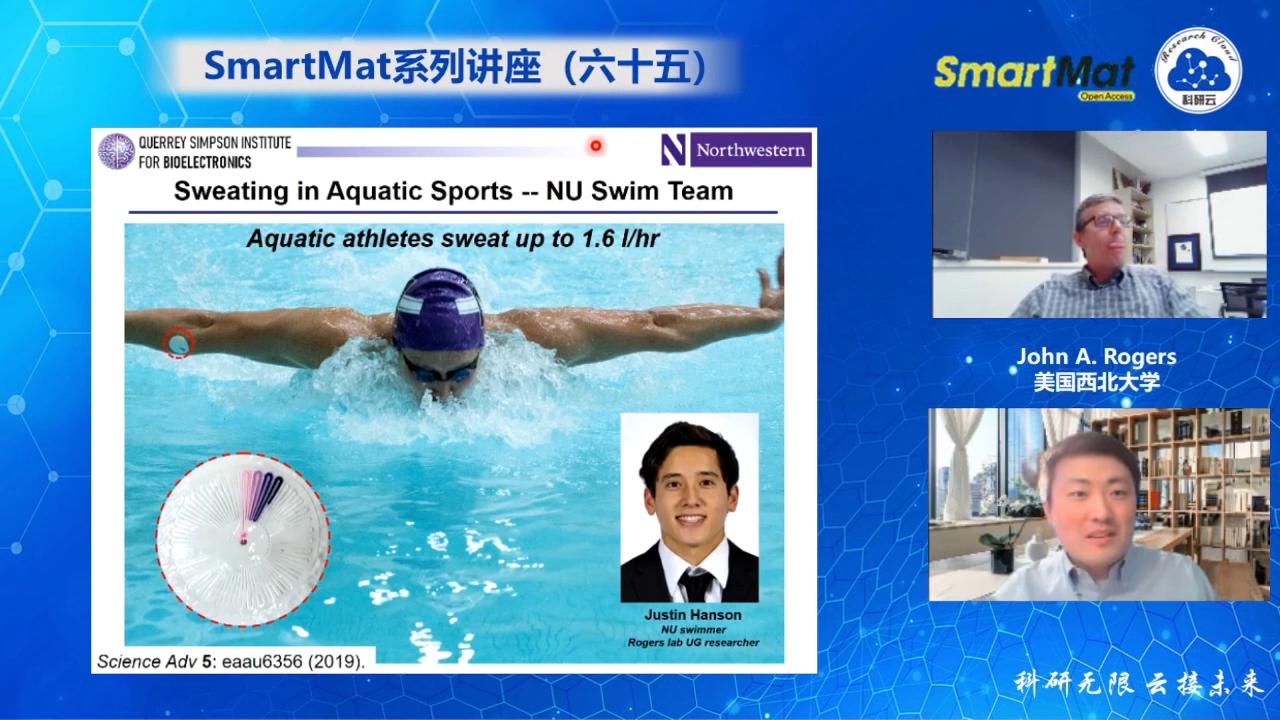 SmartMat系列讲座（六十五）
SmartMat
Open Access
Research Cloud
科研云
QUERREY SIMPSON INSTITUTE
FOR BIOELECTRONICS
N Northwestern
Sweating in Aquatic Sports -- NU Swim Team
Aquatic athletes sweat up to 1.6 l/hr
Justin Hanson
NU swimmer
Rogers lab UG researcher
Science Adv 5: eaau6356 (2019).
John A. Rogers
美国西北大学
科研无限 云接未来